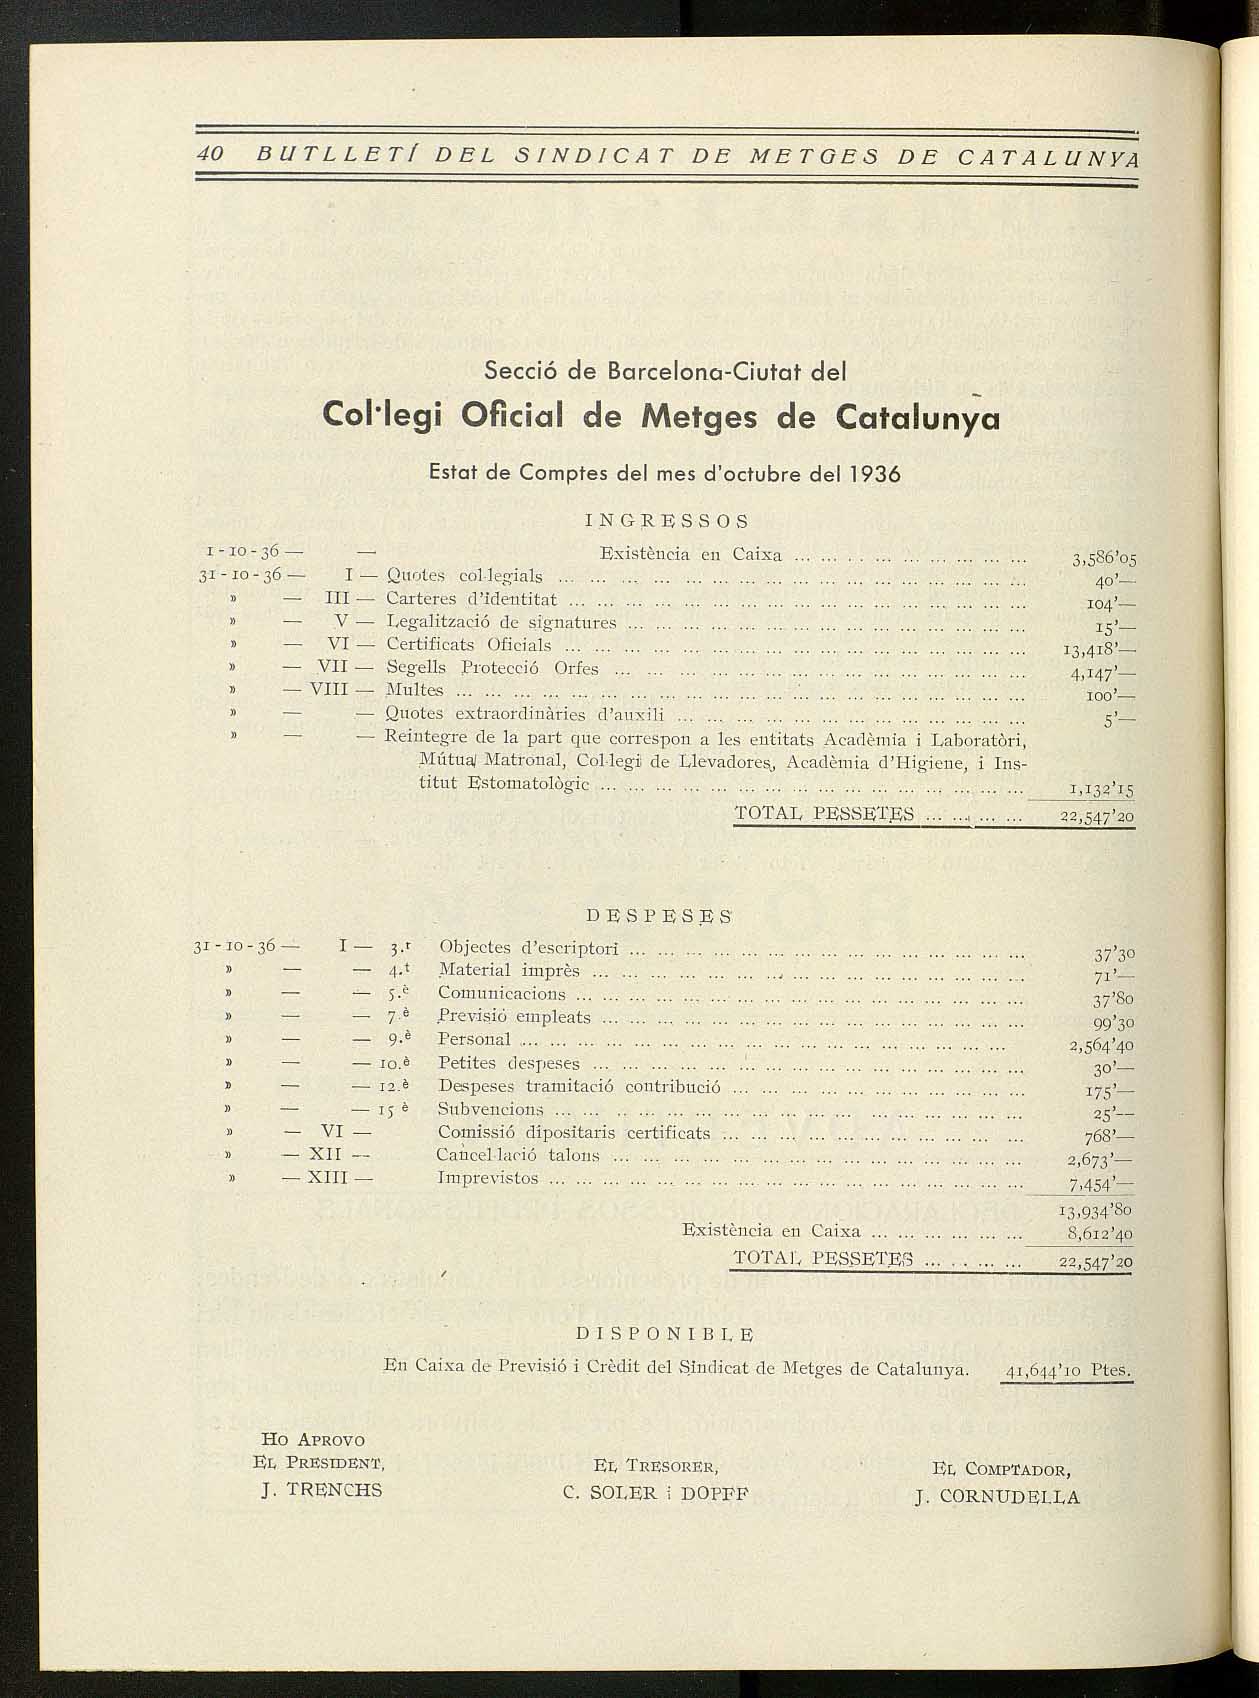 40 BUTLLETÍ DEL SINDICAT DE METGES DE CATALUNYA
Secció de Barcelona-Ciutat del
Col·legi Oficial de Metges de Catalunya
Estat de Comptes del mes d'octubre del 1936
INGRESSOS
1-10-36 — — Existència en Caixa ... ... ... ... ... ... ... ... 3,586'05
31-10-36 — I — Quotes col·legials ... ... ... ... ... ... ... ... 40'—
» — III — Carteres d'identitat ... ... ... ... ... ... ... ... 104'—
» — V — Legalització de signatures ... ... ... ... ... ... ... ... 15'—
» — VI — Certificats Oficials ... ... ... ... ... ... ... ... 13,418'—
» — VII — Segells Protecció Orfes ... ... ... ... ... ... ... ... 4,147'—
» — VIII — Multes ... ... ... ... ... ... ... ... 100'—
» — — Quotes extraordinàries d'auxili ... ... ... ... ... ... ... ... 5'—
» — — Reintegre de la part que correspon a les entitats Acadèmia i Laboratòri,
Mútual Matronal, Col·legi de Llevadores, Acadèmia d'Higiene, i Ins-
titut Estomatològic ... ... ... ... ... ... ... ... 1,132'15
TOTAL PESSETES ... ... ... ... 22,547'20
DESPESES
31-10-36 — I — 3.r Objectes d'escriptori ... ... ... ... ... ... ... ... 37'30
» — — 4.t Material imprès ... ... ... ... ... ... ... ... 71'—
» — — 5.è Comunicacions ... ... ... ... ... ... ... ... 37'80
» — — 7.è Previsió empleats ... ... ... ... ... ... ... ... 99'30
» — — 9.è Personal ... ... ... ... ... ... ... ... 2,564'40
» — — 10.è Petites despeses ... ... ... ... ... ... ... ... 30'—
» — — 12.è Despeses tramitació contribució ... ... ... ... ... ... ... ... 175'—
» — — 15 è Subvencions ... ... ... ... ... ... ... ... 25'—
» — VI — Comissió dipositaris certificats ... ... ... ... ... ... ... ... 768'—
» — XII — Cancel·lació talons ... ... ... ... ... ... ... ... 2,673'—
» — XIII — Imprevistos ... ... ... ... ... ... ... ... 7,454'—
13,934'80
Existència en Caixa ... ... ... ... ... ... 8,612'40
TOTAL PESSETES ... ... ... ... 22,547'20
DISPONIBLE
En Caixa de Previsió i Crèdit del Sindicat de Metges de Catalunya. 41,644'10 Ptes.
HO APROVO
EL PRESIDENT, EL TRESORER, EL COMPTADOR,
J. TRENCHS C. SOLER i DOPFF J. CORNUDELLA